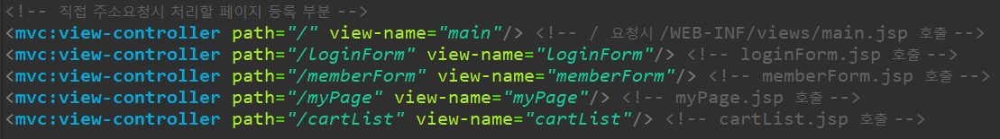 <!-- 직접 주소요청시 처리할 페이지 등록 부분 -->
<mvc:view-controller path="/" view-name="main"/> <!-- / 요청시 /WEB-INF/views/main.jsp 호출 -->
<mvc:view-controller path="/loginForm" view-name="loginForm"/> <!-- loginForm.jsp 호출 -->
<mvc:view-controller path="/memberForm" view-name="memberForm"/> <!-- memberForm.jsp 호출 -->
<mvc:view-controller path="/myPage" view-name="myPage"/> <!-- myPage.jsp 호출 -->
<mvc:view-controller path="/cartList" view-name="cartList"/> <!-- cartList.jsp 호출 -->